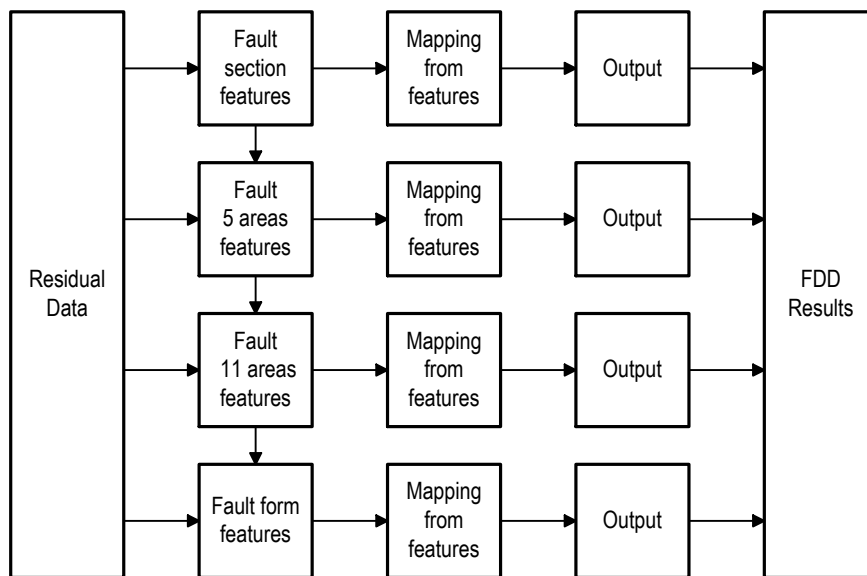 Residual
Data
Fault
section
features
Mapping
from
features
Output
Fault
5 areas
features
Mapping
from
features
Output
Fault
11 areas
features
Mapping
from
features
Output
Fault form
features
Mapping
from
features
Output
FDD
Results